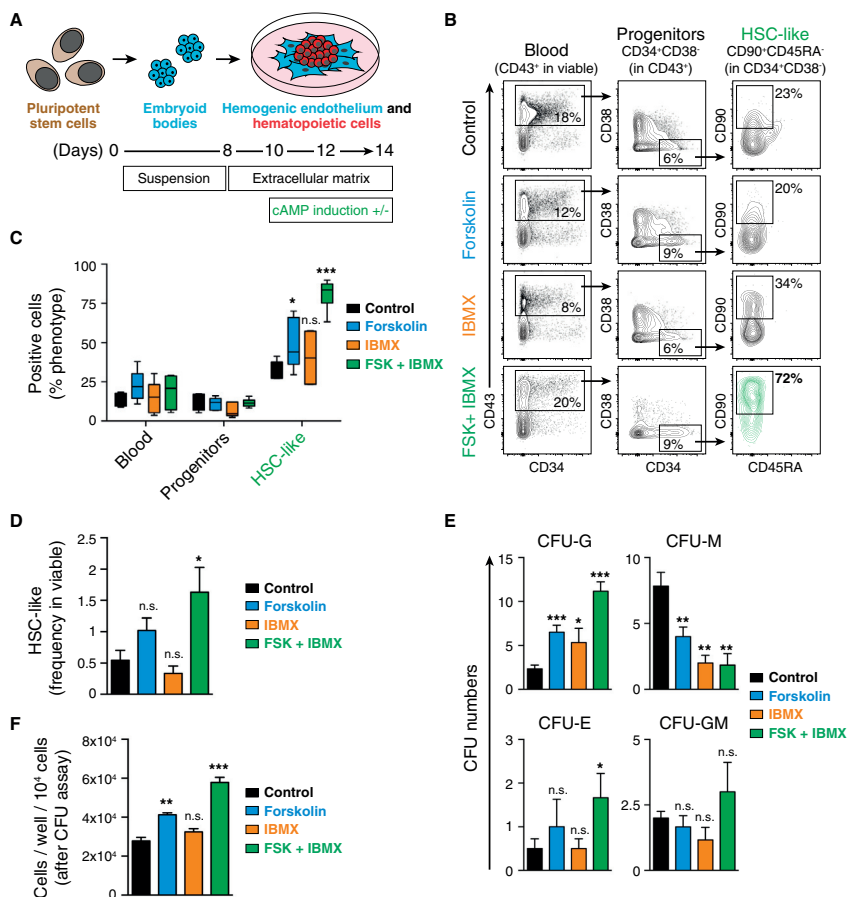 A
Pluripotent
stem cells
Embryoid
bodies
Hemogenic endothelium and
hematopoietic cells
(Days) 0 8 10 12 14
Suspension
Extracellular matrix
cAMP induction +/-
B
Blood
(CD43+ in viable)
Progenitors
CD34+CD38-
(in CD43+)
HSC-like
CD90+CD45RA-
(in CD34+CD38-)
Control
18%
CD38
6%
CD90
23%
Forskolin
12%
CD38
9%
CD90
20%
IBMX
8%
CD38
6%
CD90
34%
FSK+ IBMX
CD43
20%
CD38
9%
CD90
72%
CD34
CD34
CD45RA
C
Positive cells
(% phenotype)
100
75
50
25
0
*
n.s.
***
Blood
Progenitors
HSC-like
Control
Forskolin
IBMX
FSK + IBMX
D
HSC-like
(frequency in viable)
2.5
2
1.5
1
0.5
0
n.s.
n.s.
*
Control
Forskolin
IBMX
FSK + IBMX
E
CFU numbers
CFU-G
15
10
5
0
***
*
***
CFU-M
10
5
0
**
**
**
CFU-E
3
2
1
0
n.s.
n.s.
*
CFU-GM
5
2.5
0
n.s.
n.s.
n.s.
Control
Forskolin
IBMX
FSK + IBMX
F
Cells / well / 10⁴ cells
(after CFU assay)
8x10⁴
6x10⁴
4x10⁴
2x10⁴
0
**
n.s.
***
Control
Forskolin
IBMX
FSK + IBMX